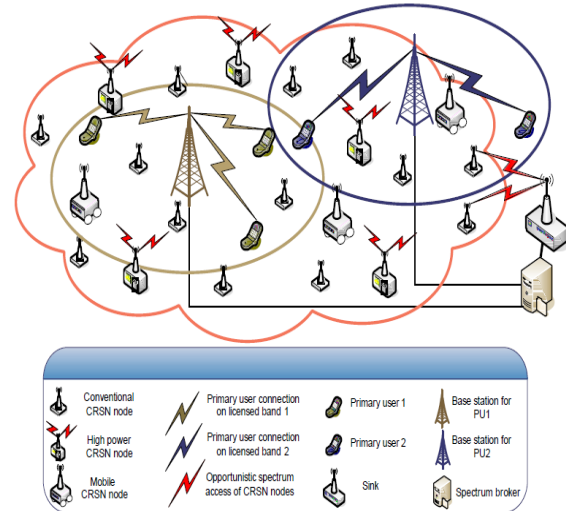 Conventional
CRSN node
Primary user connection
on licensed band 1
Primary user 1
Base station for
PU1
High power
CRSN node
Primary user connection
on licensed band 2
Primary user 2
Base station for
PU2
Mobile
CRSN node
Opportunistic spectrum
access of CRSN nodes
Sink
Spectrum broker